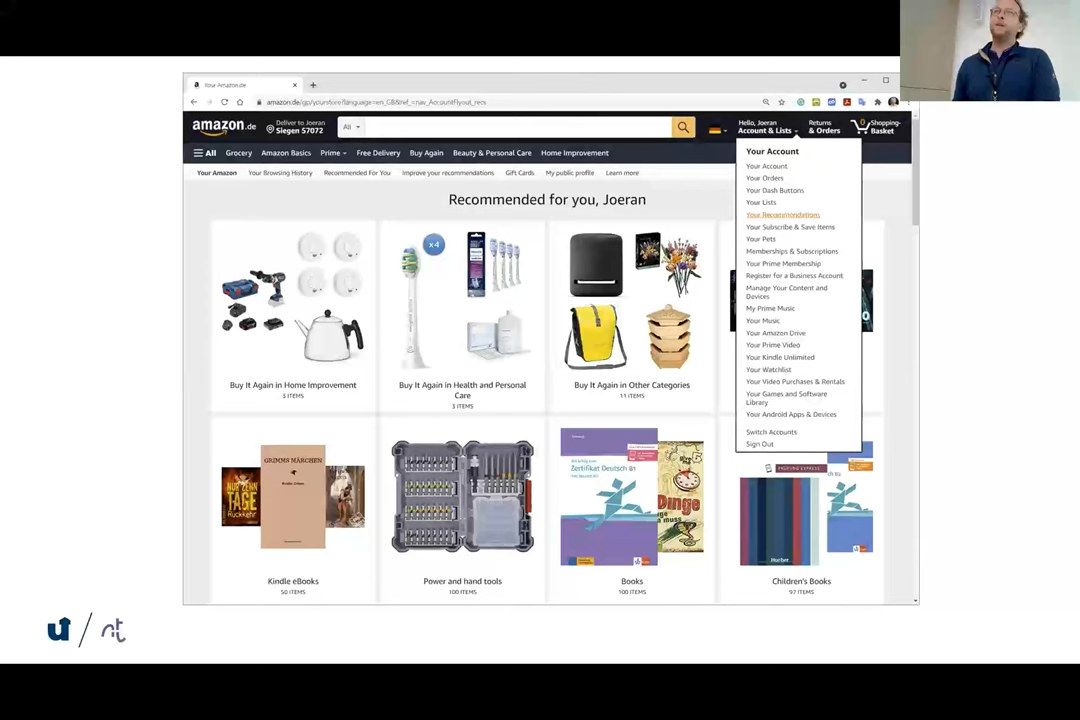 Your Amazon.de
amazon.de/gp/yourstore?language=en_GB&ref_=nav_AccountFlyout_recs
amazon.de
Deliver to Joeran
Siegen 57072
All
Hello, Joeran
Account & Lists
Returns
& Orders
0
Shopping-
Basket
All
Grocery
Amazon Basics
Prime
Free Delivery
Buy Again
Beauty & Personal Care
Home Improvement
Your Amazon
Your Browsing History
Recommended For You
Improve your recommendations
Gift Cards
My public profile
Learn more
Your Account
Your Account
Your Orders
Your Dash Buttons
Your Lists
Your Recommendations
Your Subscribe & Save Items
Your Pets
Memberships & Subscriptions
Your Prime Membership
Register for a Business Account
Manage Your Content and
Devices
My Prime Music
Your Music
Your Amazon Drive
Your Prime Video
Your Kindle Unlimited
Your Watchlist
Your Video Purchases & Rentals
Your Games and Software
Library
Your Android Apps & Devices
Switch Accounts
Sign Out
Recommended for you, Joeran
x4
Buy It Again in Home Improvement
3 ITEMS
Buy It Again in Health and Personal
Care
3 ITEMS
Buy It Again in Other Categories
11 ITEMS
NUR ZEHN
TAGE
GRIMMS MÄRCHEN
Kindle eBooks
50 ITEMS
Power and hand tools
100 ITEMS
Zertifikat Deutsch B1
Dinge
muss
Books
100 ITEMS
PRÜFUNG EXPRESS
Hueber
Children's Books
97 ITEMS